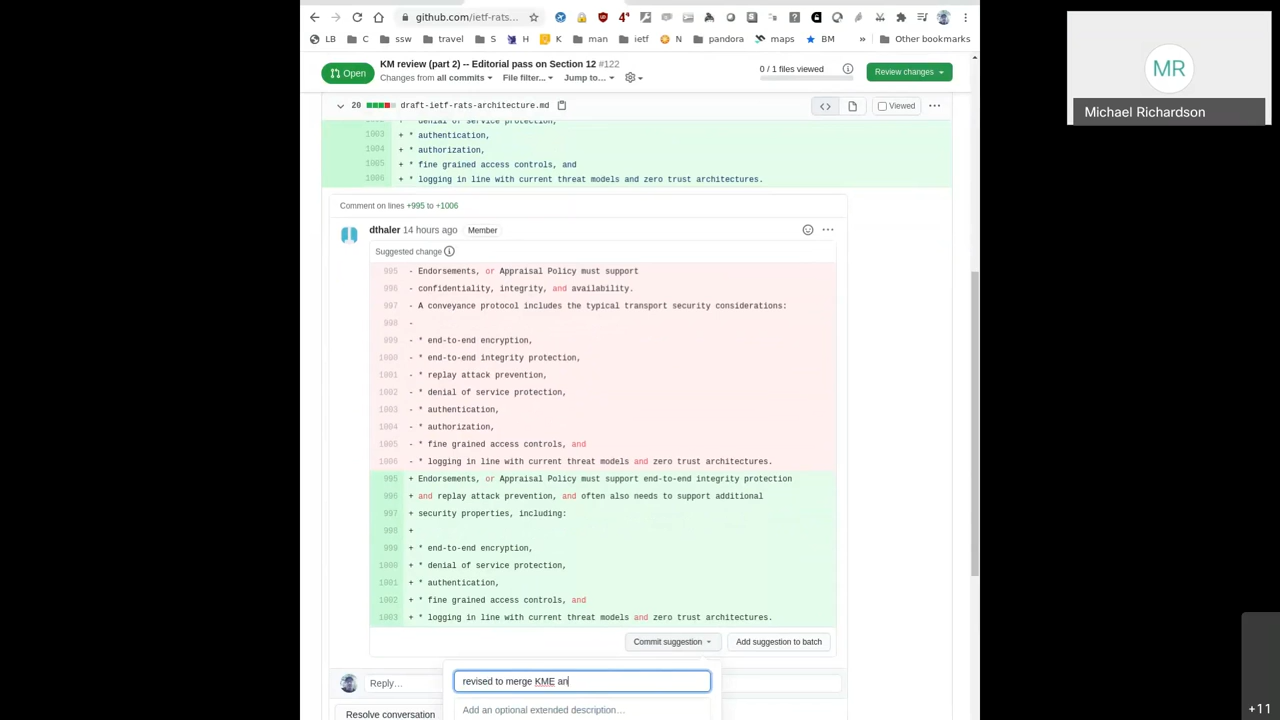 github.com/ietf-rats...
LB C ssw travel S H K man ietf N pandora maps BM » Other bookmarks
Open
KM review (part 2) -- Editorial pass on Section 12 #122
Changes from all commits File filter... Jump to...
0 / 1 files viewed
Review changes
20 draft-ietf-rats-architecture.md
Viewed
+ * denial of service protection,
1003 + * authentication,
1004 + * authorization,
1005 + * fine grained access controls, and
1006 + * logging in line with current threat models and zero trust architectures.
Comment on lines +995 to +1006
dthaler 14 hours ago Member
Suggested change
995 - Endorsements, or Appraisal Policy must support
996 - confidentiality, integrity, and availability.
997 - A conveyance protocol includes the typical transport security considerations:
998 -
999 - * end-to-end encryption,
1000 - * end-to-end integrity protection,
1001 - * replay attack prevention,
1002 - * denial of service protection,
1003 - * authentication,
1004 - * authorization,
1005 - * fine grained access controls, and
1006 - * logging in line with current threat models and zero trust architectures.
995 + Endorsements, or Appraisal Policy must support end-to-end integrity protection
996 + and replay attack prevention, and often also needs to support additional
997 + security properties, including:
998 +
999 + * end-to-end encryption,
1000 + * denial of service protection,
1001 + * authentication,
1002 + * fine grained access controls, and
1003 + * logging in line with current threat models and zero trust architectures.
Commit suggestion
Add suggestion to batch
revised to merge KME an
Reply...
Add an optional extended description...
Resolve conversation
MR
Michael Richardson
+11